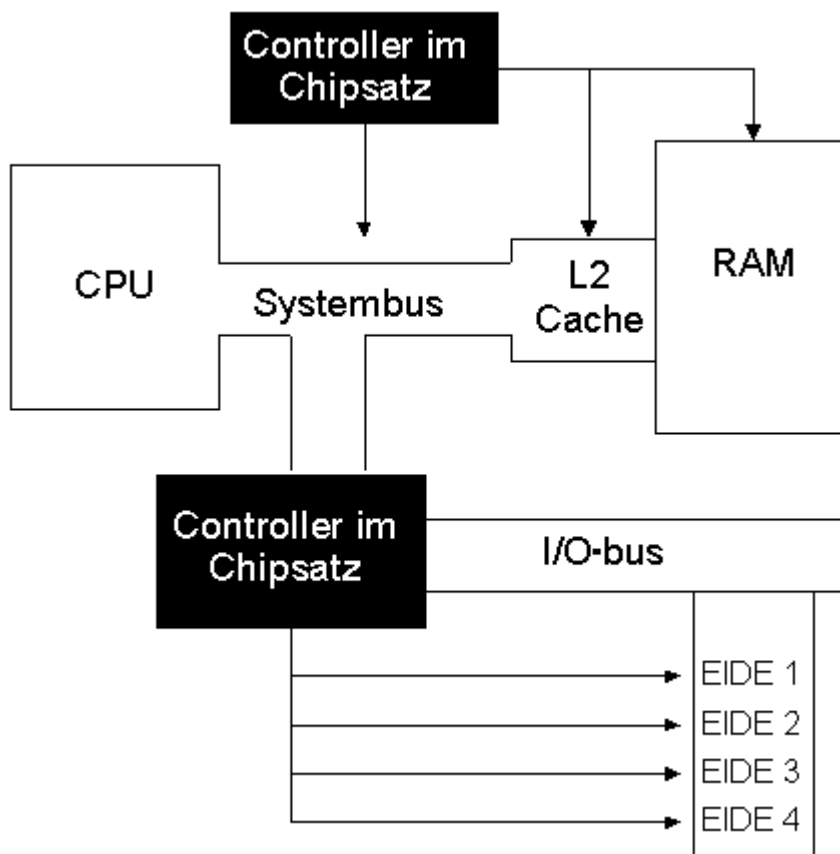 Controller im
Chipsatz
CPU
Systembus
L2
Cache
RAM
Controller im
Chipsatz
I/O-bus
EIDE 1
EIDE 2
EIDE 3
EIDE 4